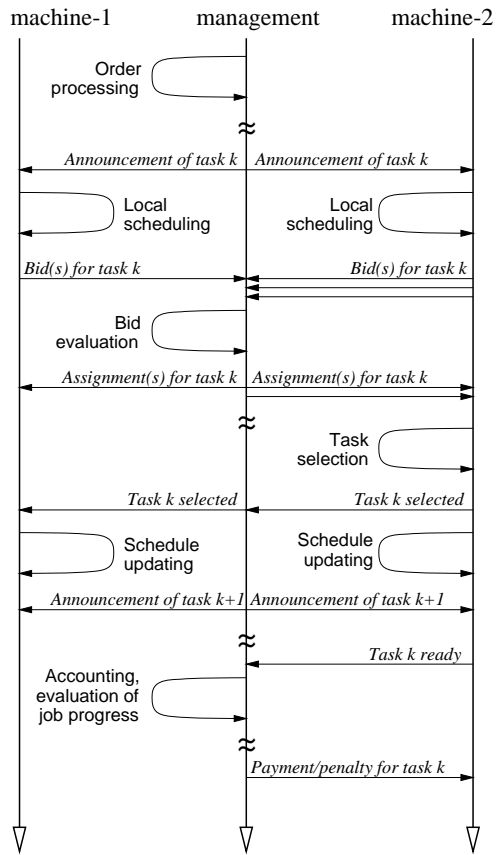 machine-1 management machine-2
Order
processing
≈
Announcement of task k Announcement of task k
Local Local
scheduling scheduling
Bid(s) for task k Bid(s) for task k
Bid
evaluation
Assignment(s) for task k Assignment(s) for task k
≈
Task
selection
Task k selected Task k selected
Schedule Schedule
updating updating
Announcement of task k+1 Announcement of task k+1
≈
Task k ready
Accounting,
evaluation of
job progress
≈
Payment/penalty for task k